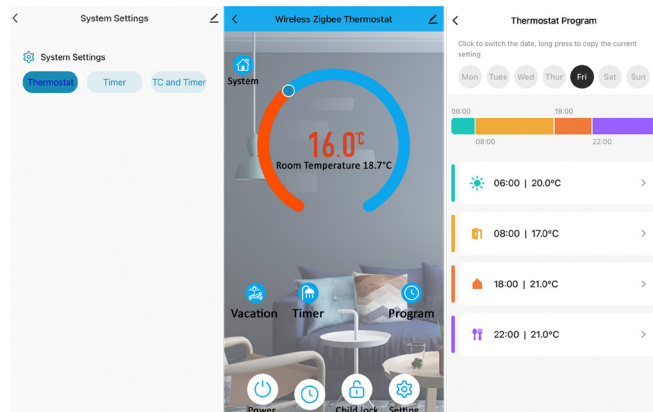 System Settings
System Settings
Thermostat
Timer
TC and Timer
Wireless Zigbee Thermostat
System
16.0°C
Room Temperature 18.7°C
Vacation
Timer
Program
Power
Child lock
Setting
Thermostat Program
Click to switch the date, long press to copy the current
setting
Mon Tues Wed Thur Fri Sat Sun
06:00 18:00
08:00 22:00
06:00 | 20.0°C
08:00 | 17.0°C
18:00 | 21.0°C
22:00 | 21.0°C